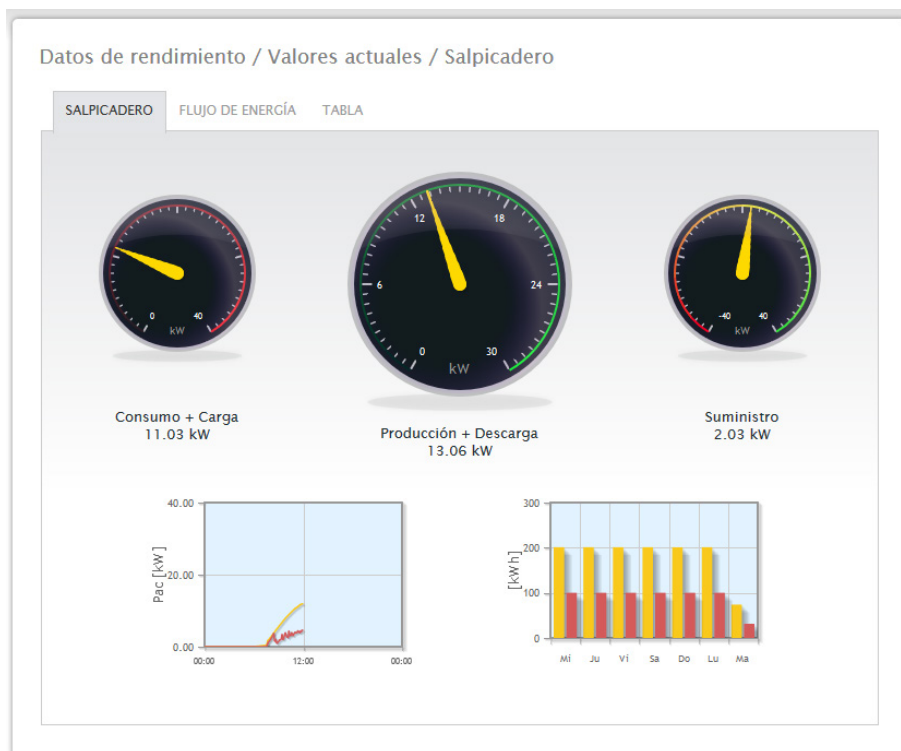 Datos de rendimiento / Valores actuales / Salpicadero
SALPICADERO FLUJO DE ENERGÍA TABLA
12 18
6 24
0 30
kW
0 40
kW
-40 40
kW
Consumo + Carga
11.03 kW
Producción + Descarga
13.06 kW
Suministro
2.03 kW
40.00
20.00
0.00
Pac [kW]
00:00 12:00 00:00
300
200
100
0
[kWh]
Mí Ju Ví Sa Do Lu Ma